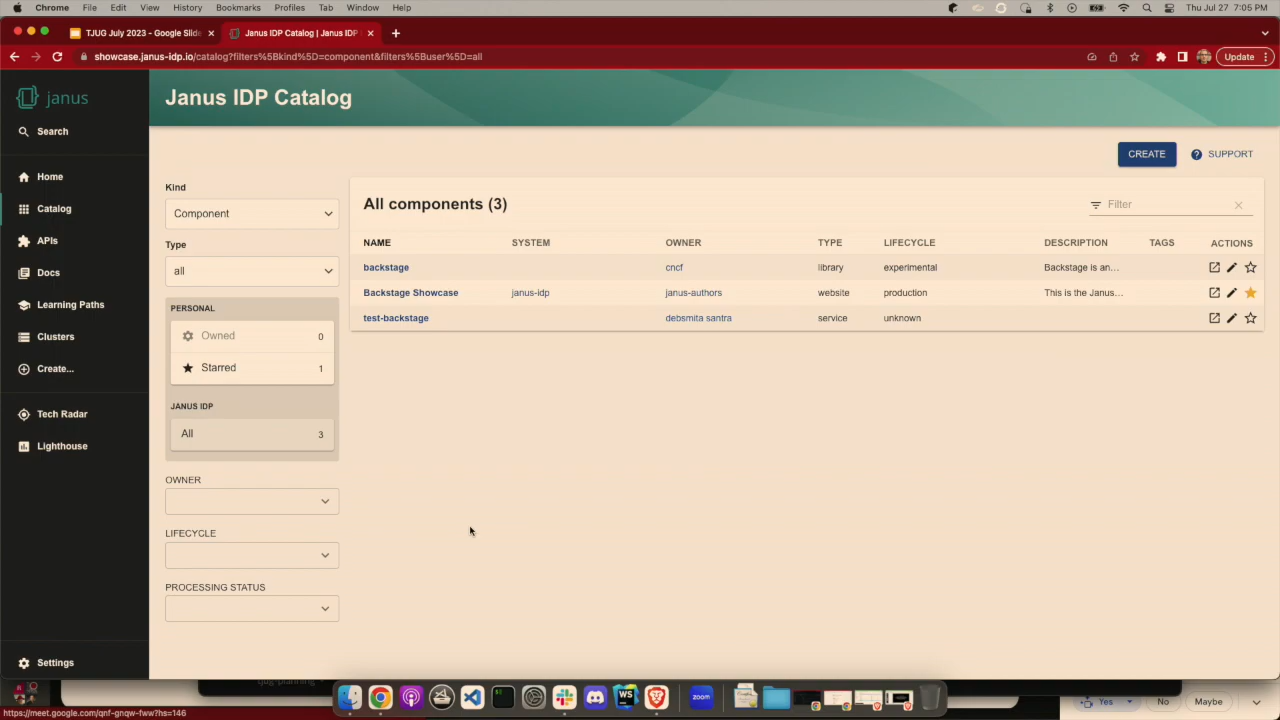 Chrome File Edit View History Bookmarks Profiles Tab Window Help Thu Jul 27 7:05 PM
TJUG July 2023 - Google Slide Janus IDP Catalog | Janus IDP
showcase.janus-idp.io/catalog?filters%5Bkind%5D=component&filters%5Buser%5D=all Update
janus
Search
Home
Catalog
APIs
Docs
Learning Paths
Clusters
Create...
Tech Radar
Lighthouse
Settings
Janus IDP Catalog
CREATE SUPPORT
Kind
Component
Type
all
PERSONAL
Owned 0
Starred 1
JANUS IDP
All 3
OWNER
LIFECYCLE
PROCESSING STATUS
All components (3) Filter
NAME SYSTEM OWNER TYPE LIFECYCLE DESCRIPTION TAGS ACTIONS
backstage cncf library experimental Backstage is an...
Backstage Showcase janus-idp janus-authors website production This is the Janus...
test-backstage debsmita santra service unknown
WS
zoom
Yes No Maybe
https://meet.google.com/qnf-gnqw-fww?hs=146